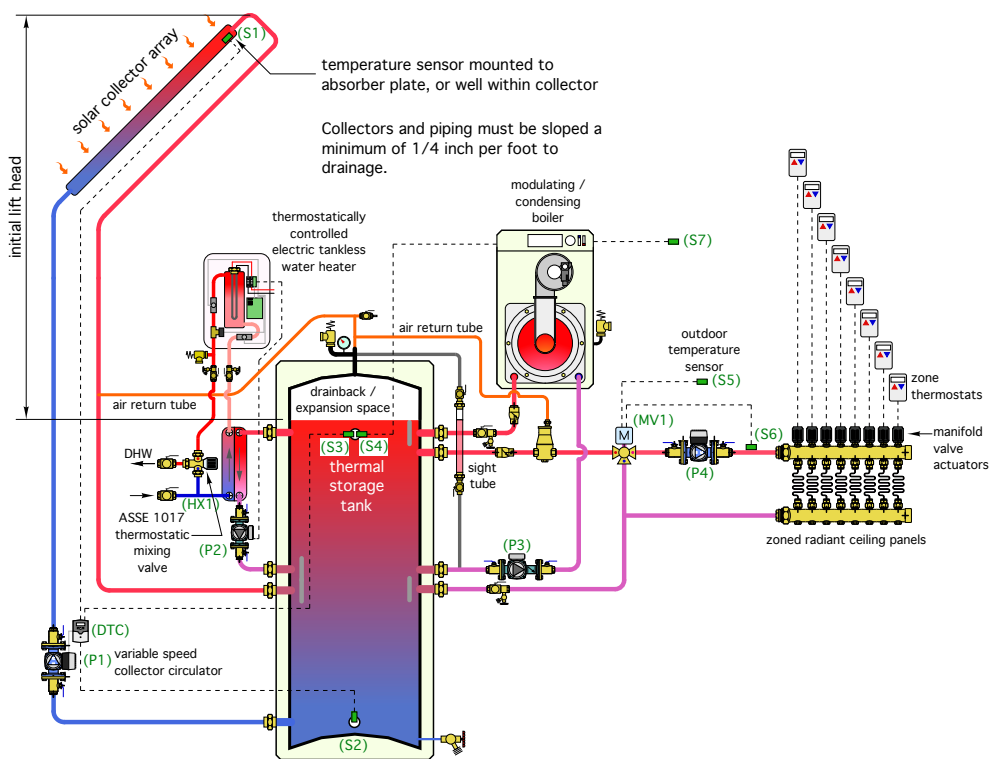 (S1)
temperature sensor mounted to
absorber plate, or well within collector
solar collector array
Collectors and piping must be sloped a
minimum of 1/4 inch per foot to
drainage.
initial lift head
modulating /
condensing
boiler
thermostatically
controlled
electric tankless
water heater
(S7)
air return tube
outdoor
temperature
sensor
(S5)
zone
thermostats
drainback /
expansion space
air return tube
(MV1)
M
(S6)
manifold
valve
actuators
(S3)
(S4)
(P4)
DHW
thermal
storage
tank
sight
tube
(HX1)
ASSE 1017
thermostatic
mixing
valve
(P2)
(P3)
zoned radiant ceiling panels
(DTC)
(P1)
variable speed
collector circulator
(S2)